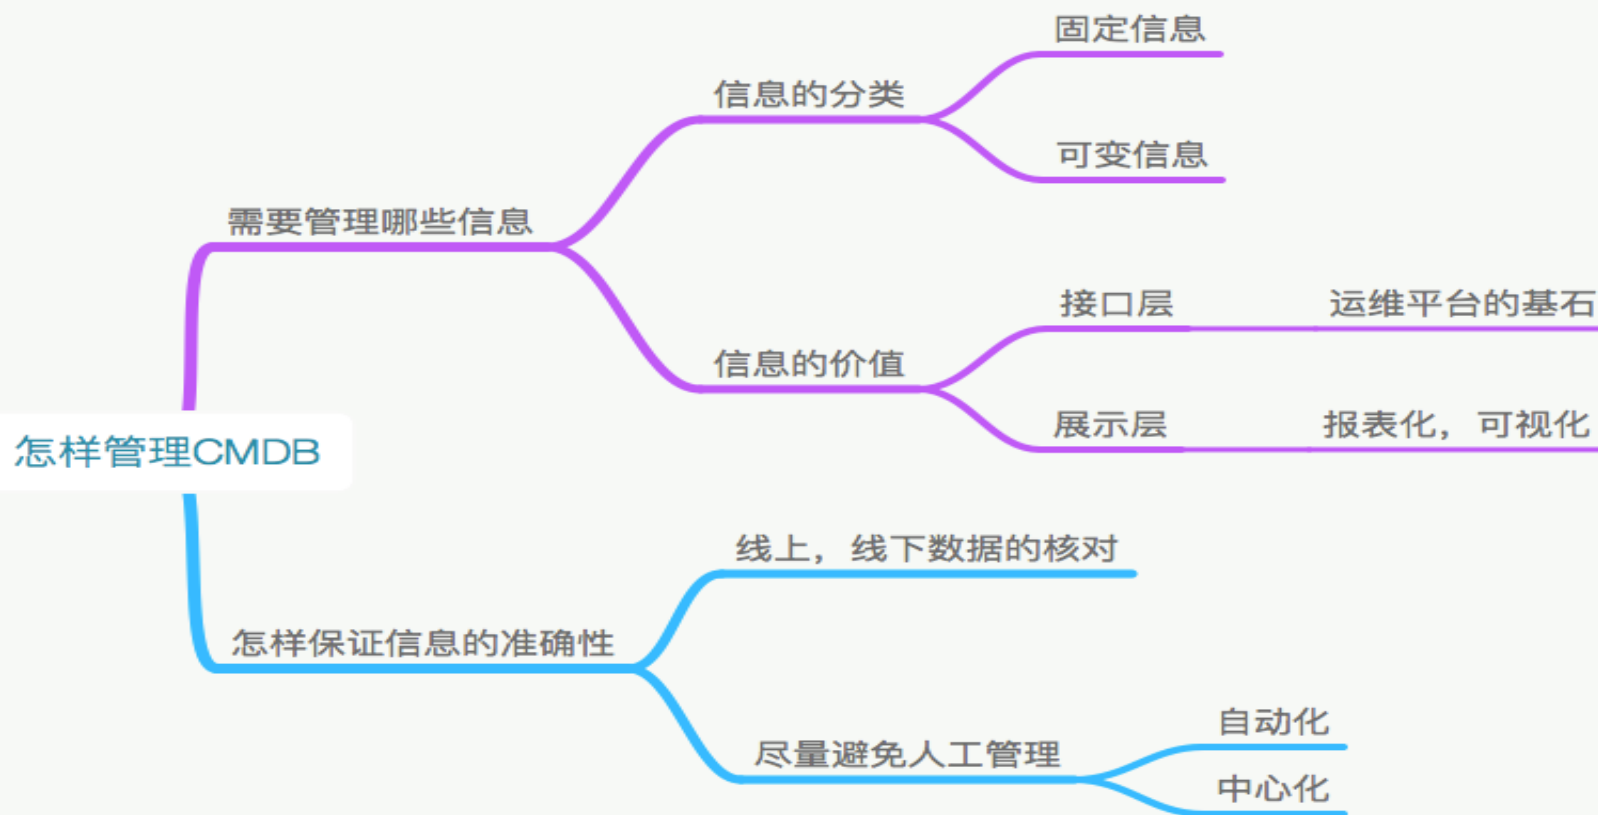 固定信息
信息的分类
可变信息
需要管理哪些信息
接口层
运维平台的基石
信息的价值
展示层
报表化，可视化
怎样管理CMDB
线上，线下数据的核对
怎样保证信息的准确性
自动化
尽量避免人工管理
中心化